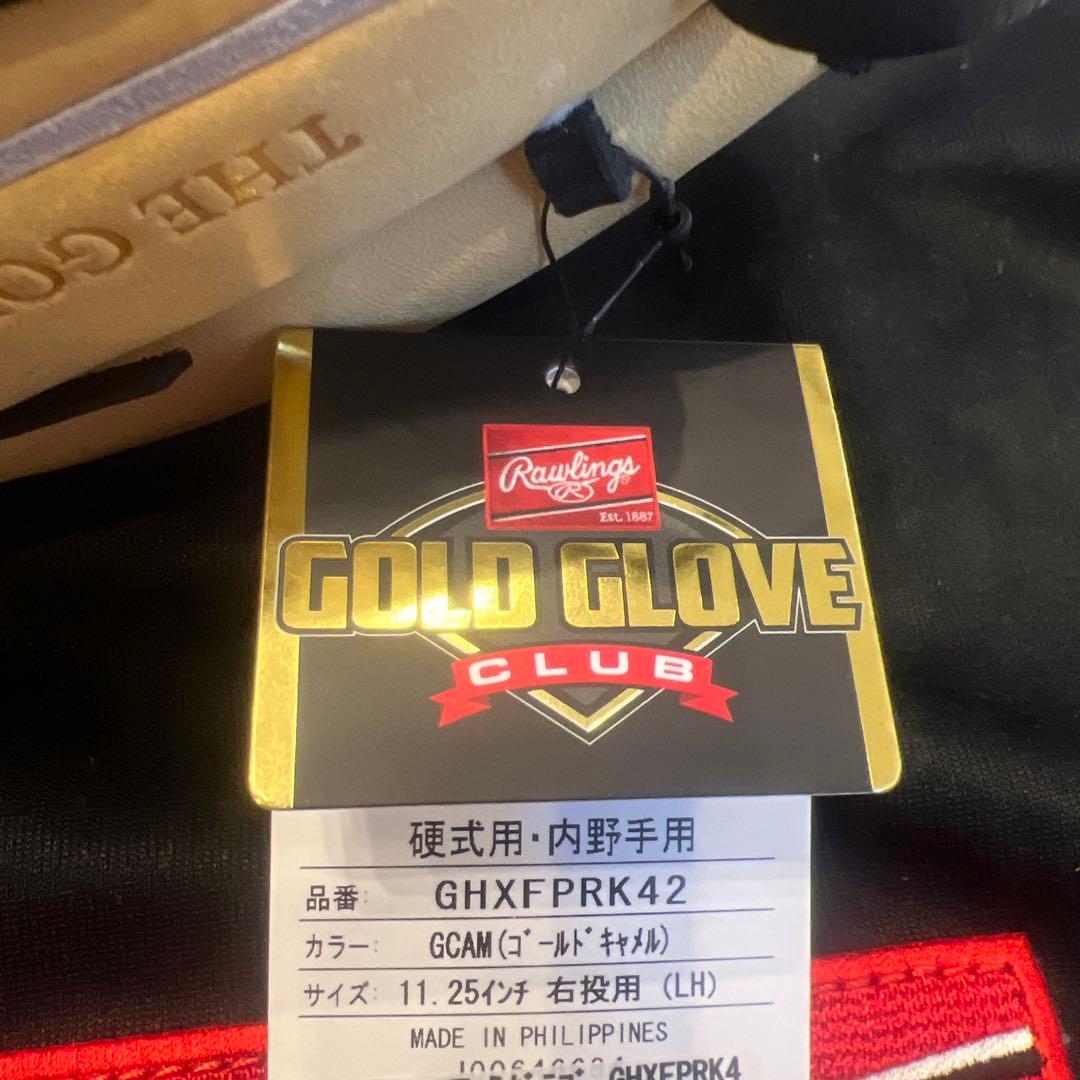 THE GO
Rawlings
R
Est. 1887
GOLD GLOVE
CLUB
硬式用・内野手用
品番: GHXFPRK42
カラー: GCAM(ｺﾞｰﾙﾄﾞｷｬﾒﾙ)
サイズ: 11.25ｲﾝﾁ 右投用 (LH)
MADE IN PHILIPPINES
GHXFPRK4